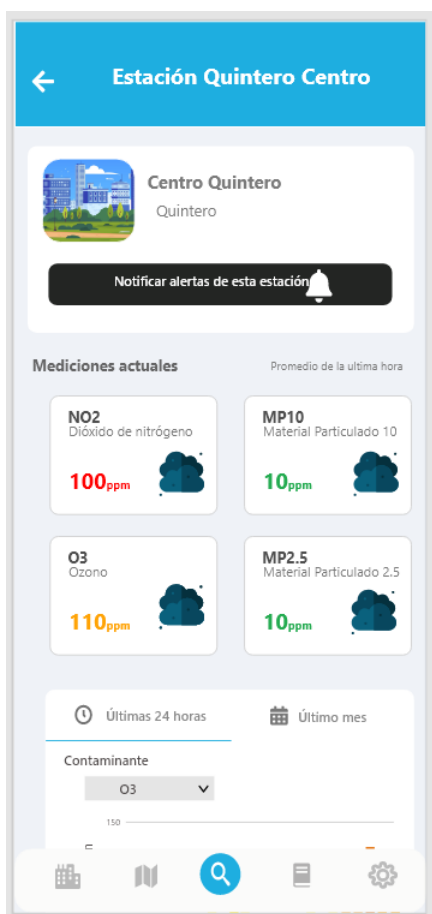 Estación Quintero Centro
Centro Quintero
Quintero
Notificar alertas de esta estación
Mediciones actuales
Promedio de la ultima hora
NO2
Dióxido de nitrógeno
100ppm
MP10
Material Particulado 10
10ppm
O3
Ozono
110ppm
MP2.5
Material Particulado 2.5
10ppm
Últimas 24 horas
Último mes
Contaminante
O3
150